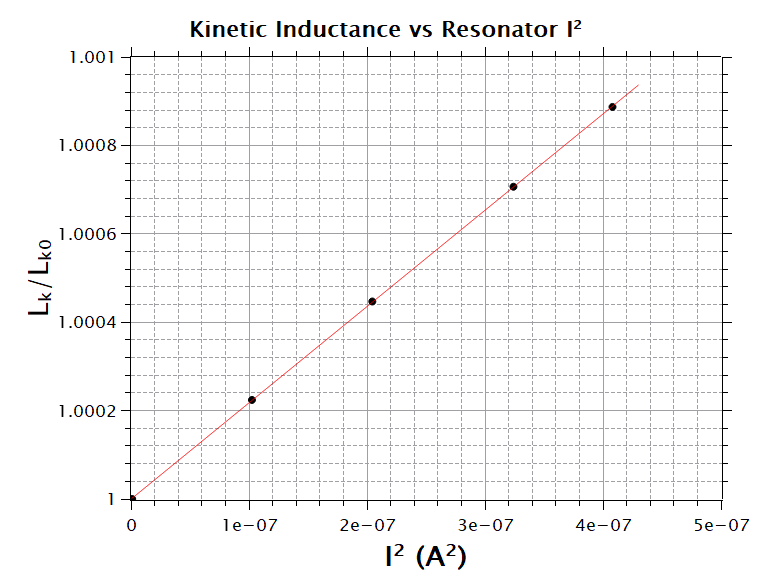 Kinetic Inductance vs Resonator I²
1.001
1.0008
1.0006
1.0004
1.0002
1
Lₖ/Lₖ₀
0 1e-07 2e-07 3e-07 4e-07 5e-07
I² (A²)